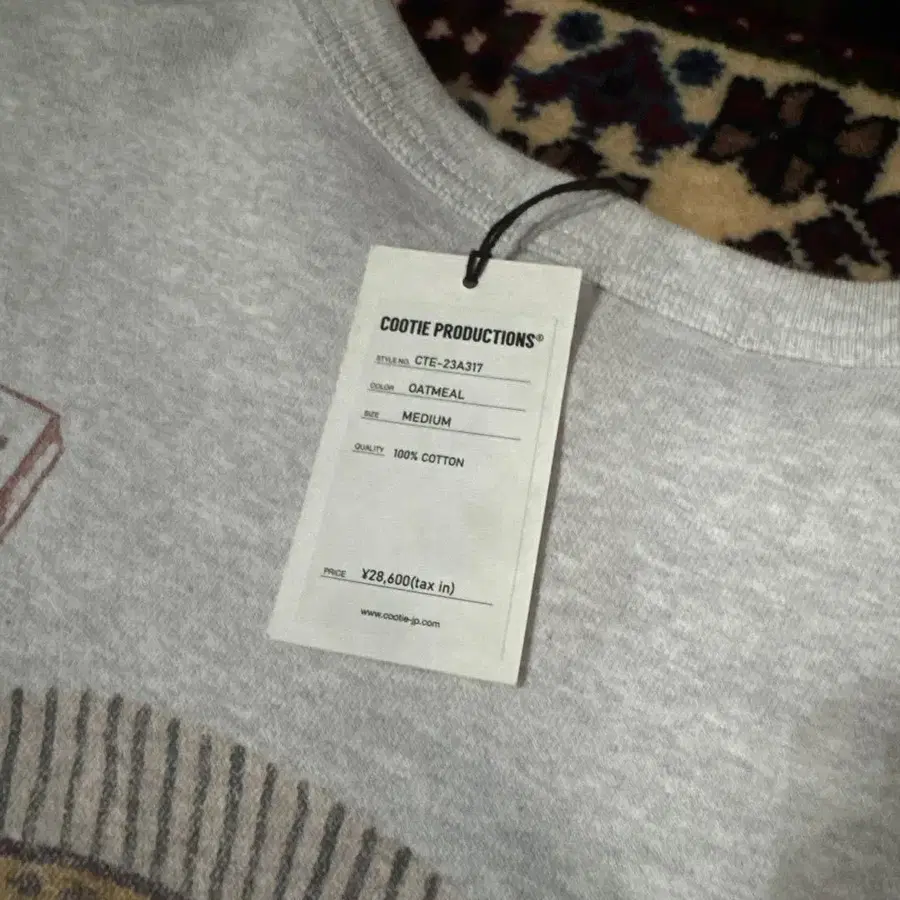 COOTIE PRODUCTIONS®
STYLE NO. CTE-23A317
COLOR OATMEAL
SIZE MEDIUM
QUALITY 100% COTTON
PRICE ¥28,600(tax in)
www.cootie-jp.com